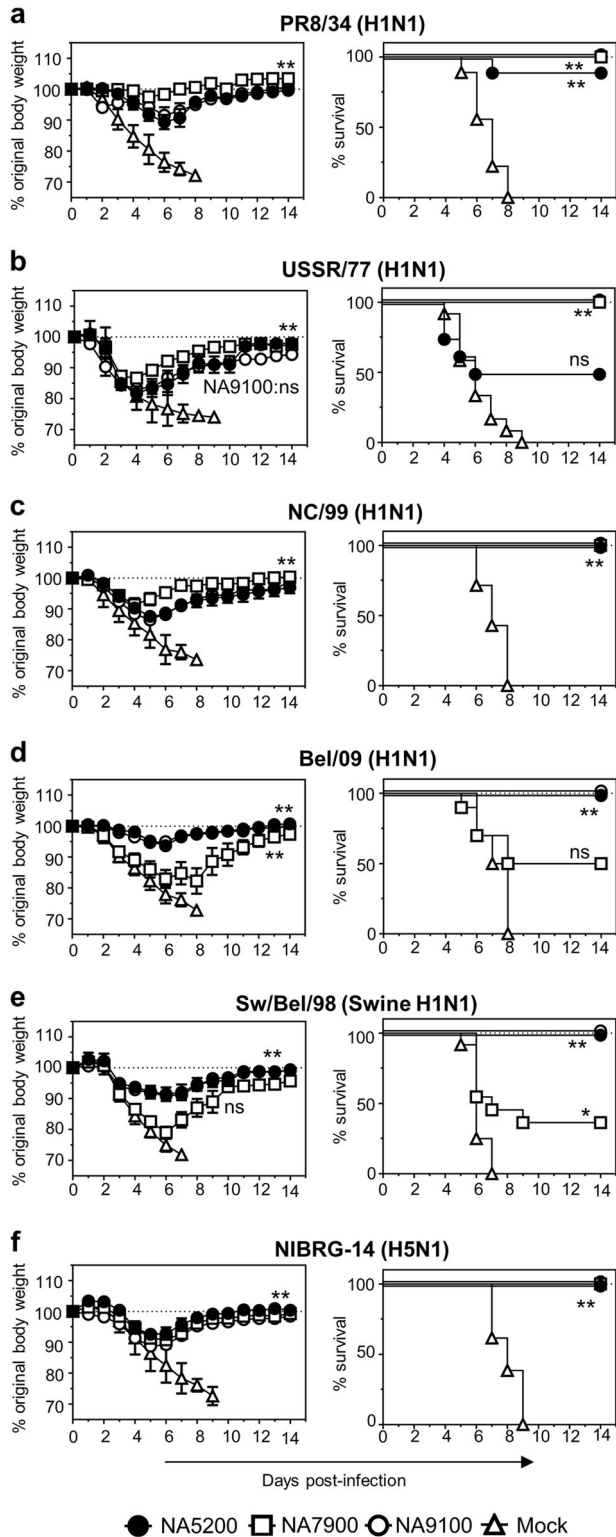 a
PR8/34 (H1N1)
% original body weight
110
100
90
80
70
**
0 2 4 6 8 10 12 14
% survival
100
50
0
**
**
0 2 4 6 8 10 12 14
b
USSR/77 (H1N1)
% original body weight
110
100
90
80
70
**
NA9100:ns
0 2 4 6 8 10 12 14
% survival
100
50
0
**
ns
0 2 4 6 8 10 12 14
c
NC/99 (H1N1)
% original body weight
110
100
90
80
70
**
0 2 4 6 8 10 12 14
% survival
100
50
0
**
0 2 4 6 8 10 12 14
d
Bel/09 (H1N1)
% original body weight
110
100
90
80
70
**
**
0 2 4 6 8 10 12 14
% survival
100
50
0
**
ns
0 2 4 6 8 10 12 14
e
Sw/Bel/98 (Swine H1N1)
% original body weight
110
100
90
80
70
**
ns
0 2 4 6 8 10 12 14
% survival
100
50
0
**
*
0 2 4 6 8 10 12 14
f
NIBRG-14 (H5N1)
% original body weight
110
100
90
80
70
**
0 2 4 6 8 10 12 14
% survival
100
50
0
**
0 2 4 6 8 10 12 14
Days post-infection
NA5200 NA7900 NA9100 Mock